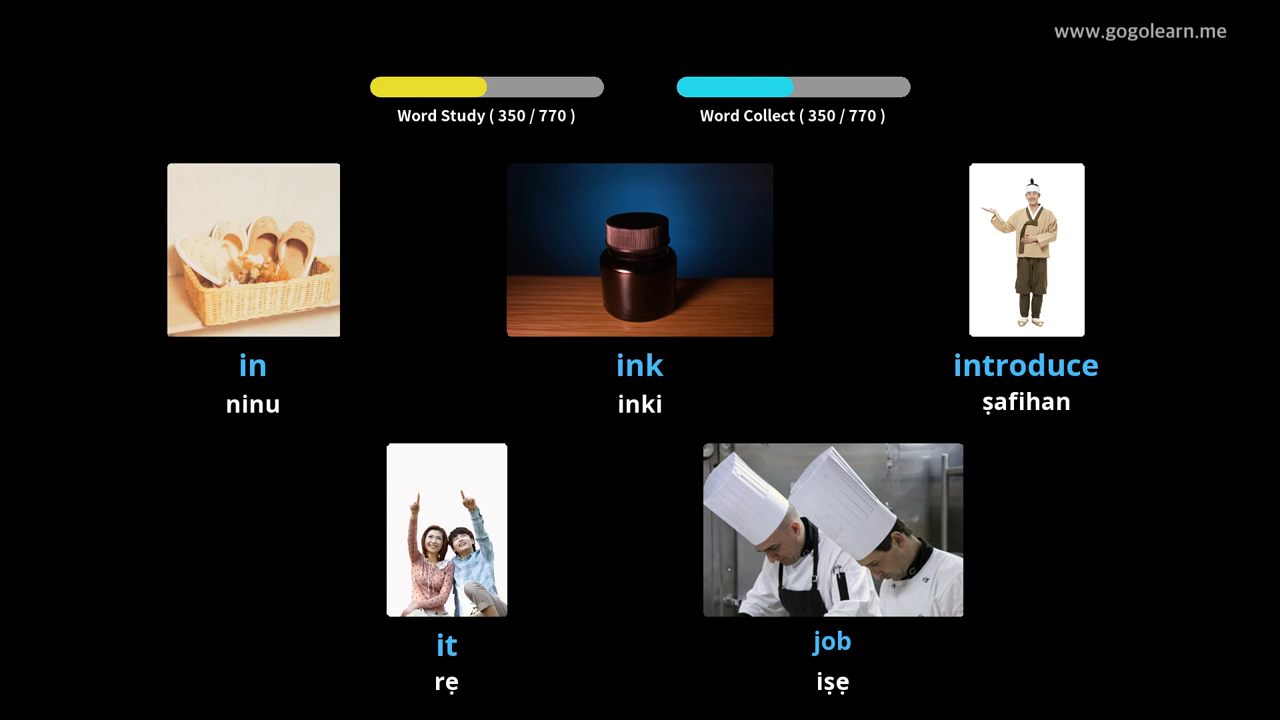 www.gogolearn.me
Word Study ( 350 / 770 )
Word Collect ( 350 / 770 )
in
ninu
ink
inki
introduce
ṣafihan
it
rẹ
job
iṣẹ